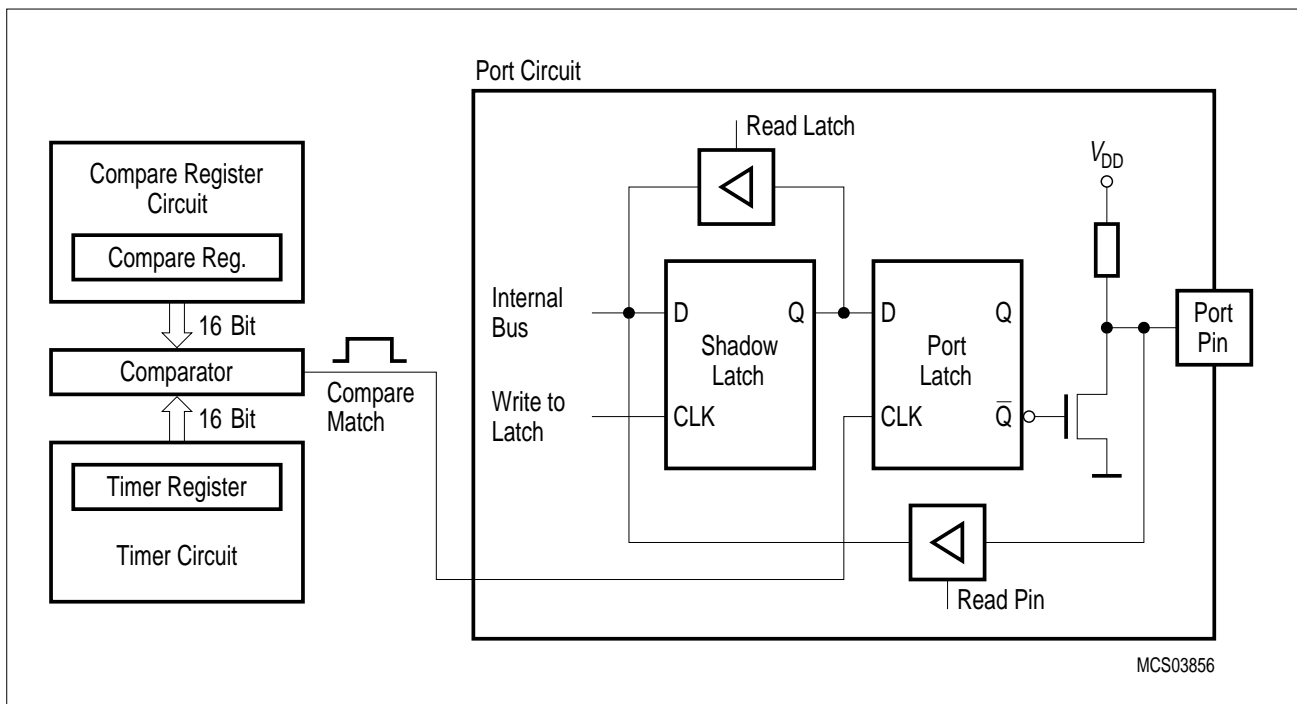 Port Circuit
Compare Register
Circuit
Compare Reg.
16 Bit
Comparator
16 Bit
Timer Register
Timer Circuit
Compare
Match
Read Latch
Internal
Bus
Write to
Latch
D
Q
Shadow
Latch
CLK
D
Q
Port
Latch
CLK
Q̅
VDD
Port
Pin
Read Pin
MCS03856